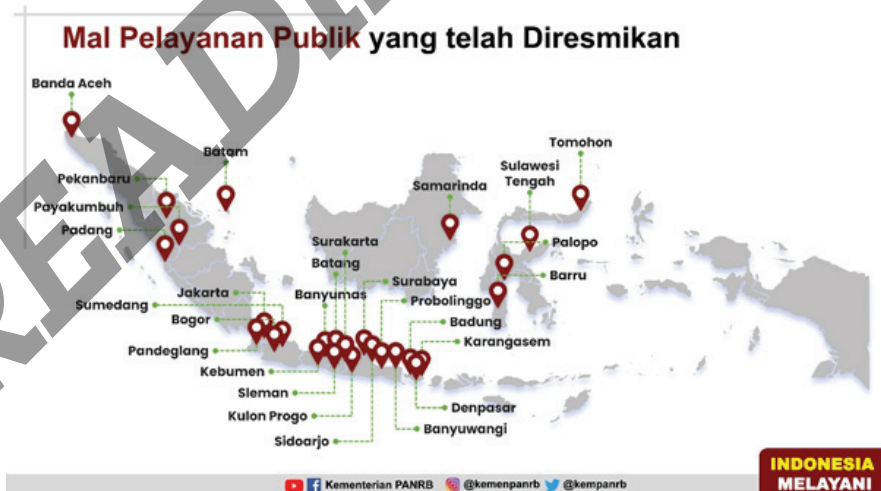 Mal Pelayanan Publik yang telah Diresmikan
Banda Aceh
Batam
Tomohon
Sulawesi
Tengah
Pekanbaru
Samarinda
Payakumbuh
Padang
Surakarta
Palopo
Batang
Barru
Surabaya
Jakarta
Banyumas
Probolinggo
Sumedang
Bogor
Badung
Karangasem
Pandeglang
Kebumen
Sleman
Denpasar
Kulon Progo
Banyuwangi
Sidoarjo
INDONESIA
MELAYANI
Kementerian PANRB @kemenpanrb @kempanrb